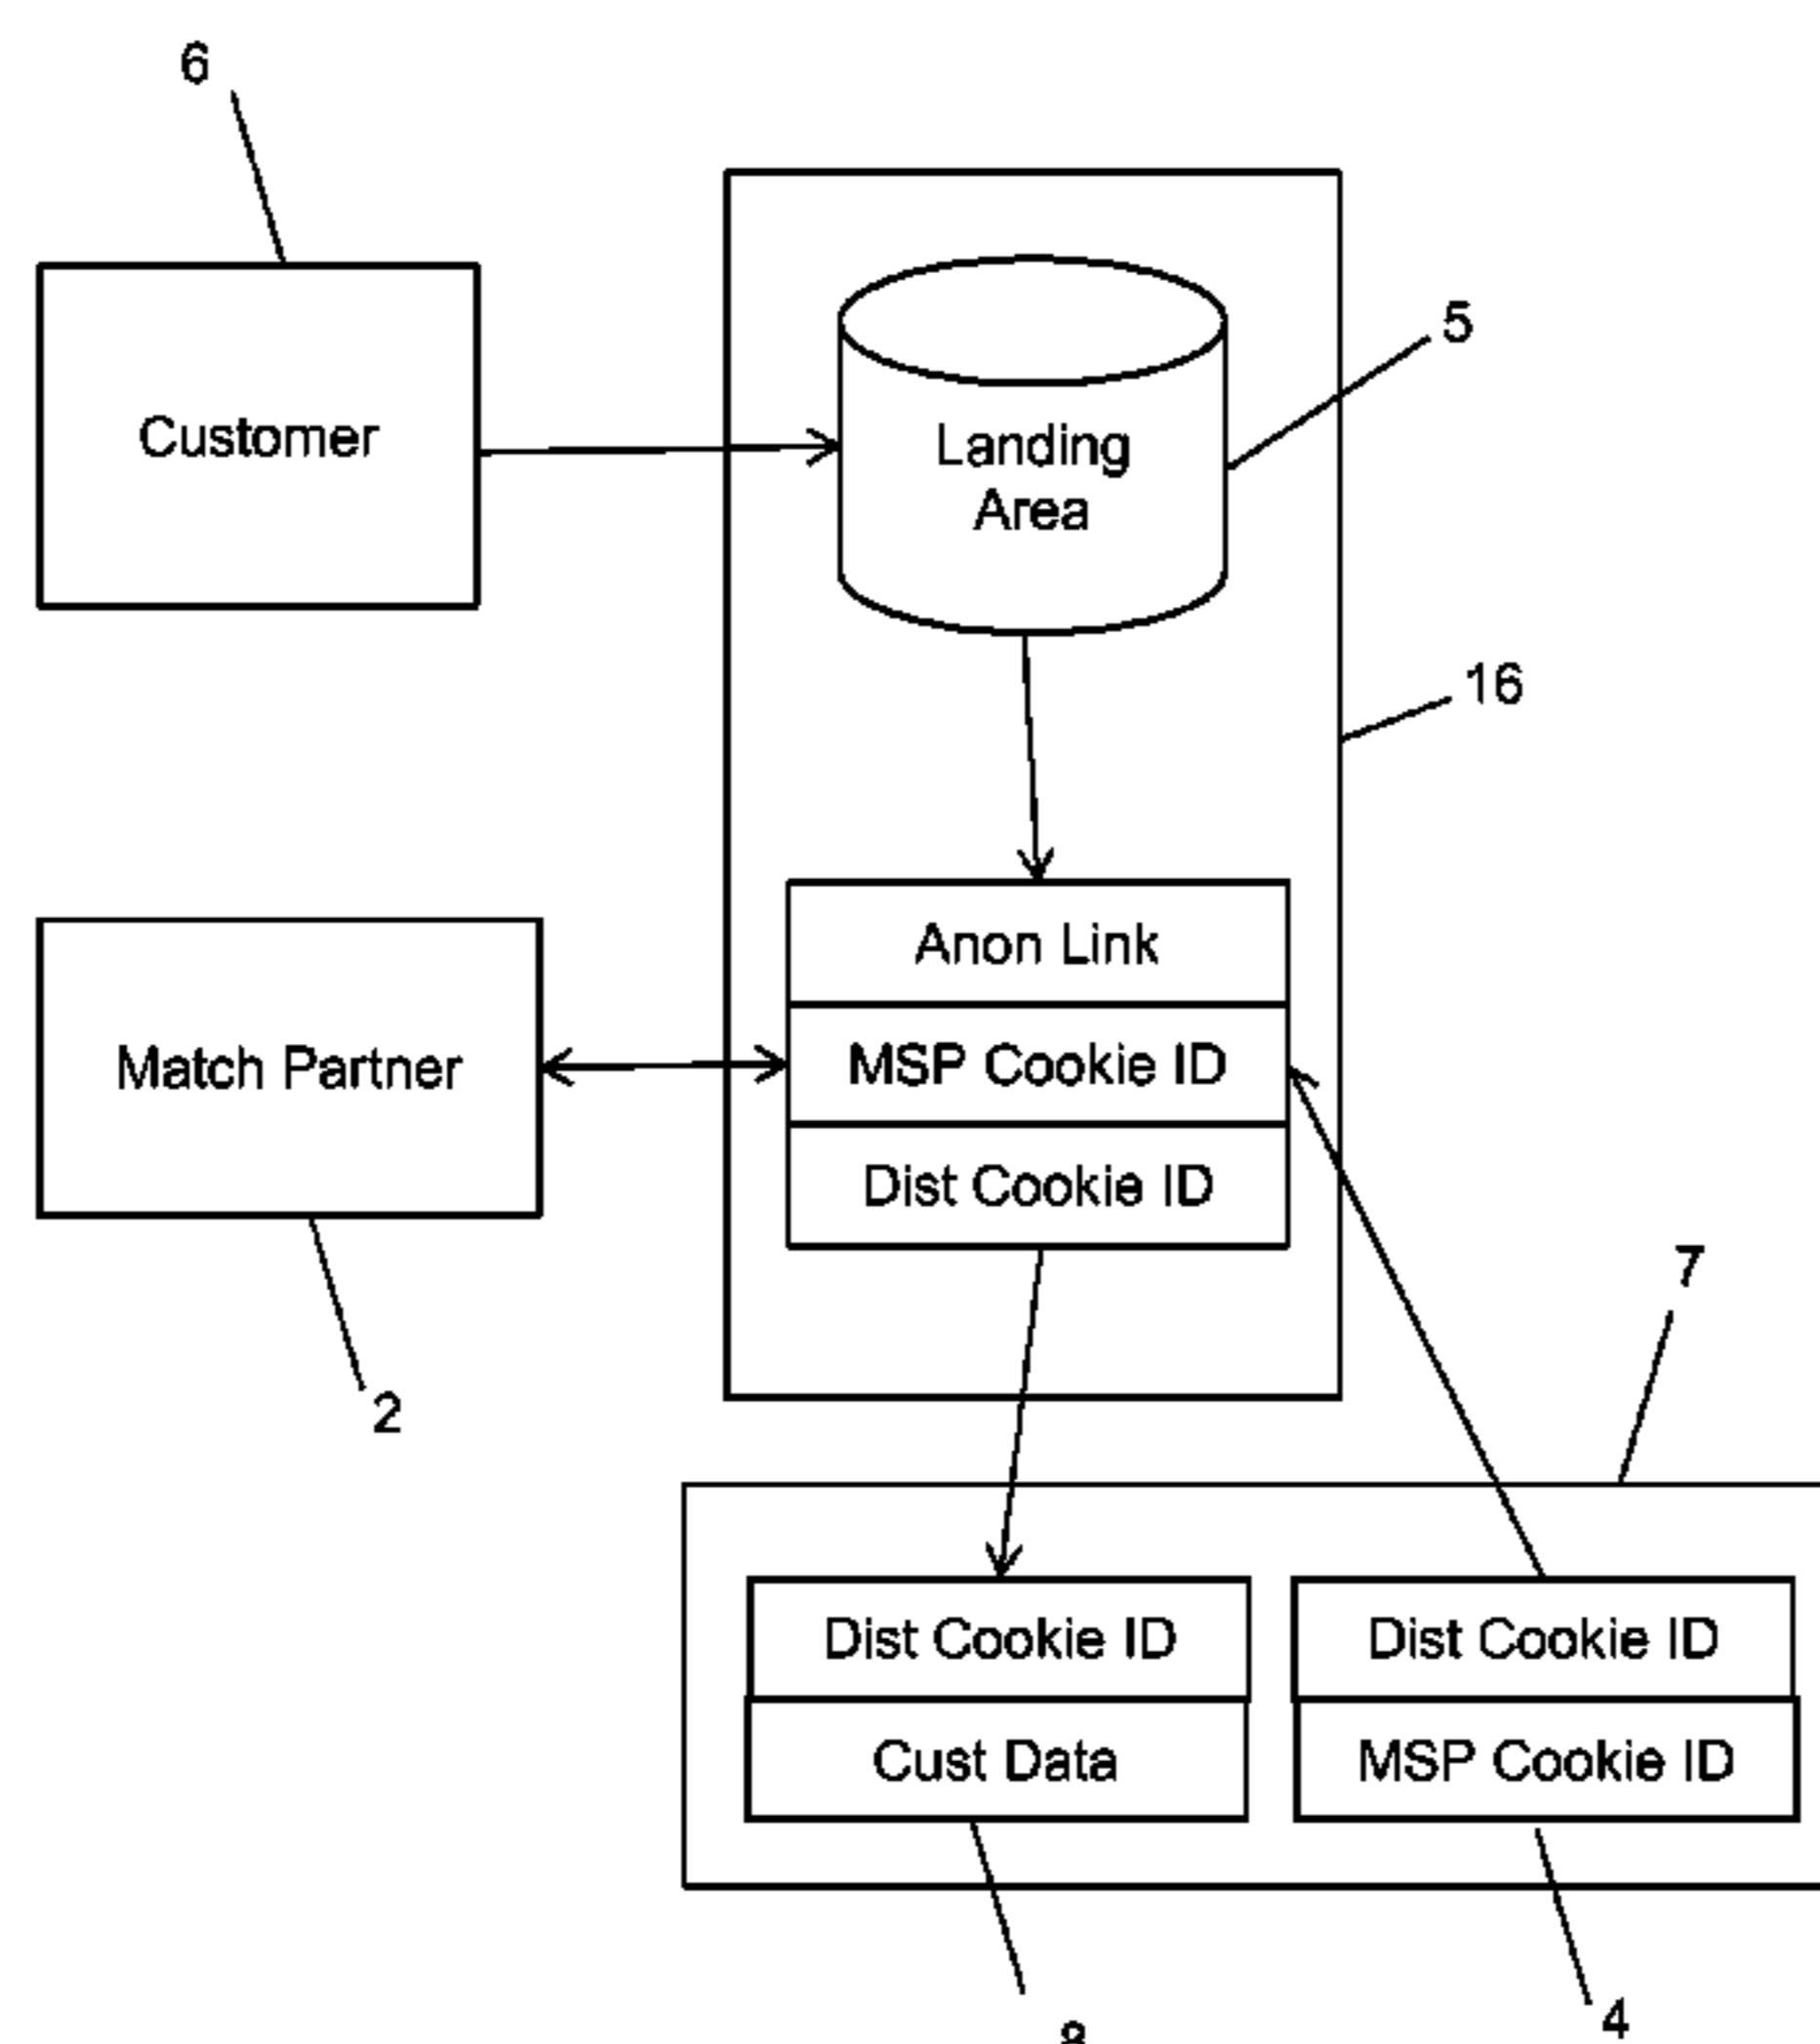 6
5
Customer
Landing
Area
16
Anon Link
Match Partner
MSP Cookie ID
Dist Cookie ID
7
2
Dist Cookie ID
Dist Cookie ID
Cust Data
MSP Cookie ID
8
4